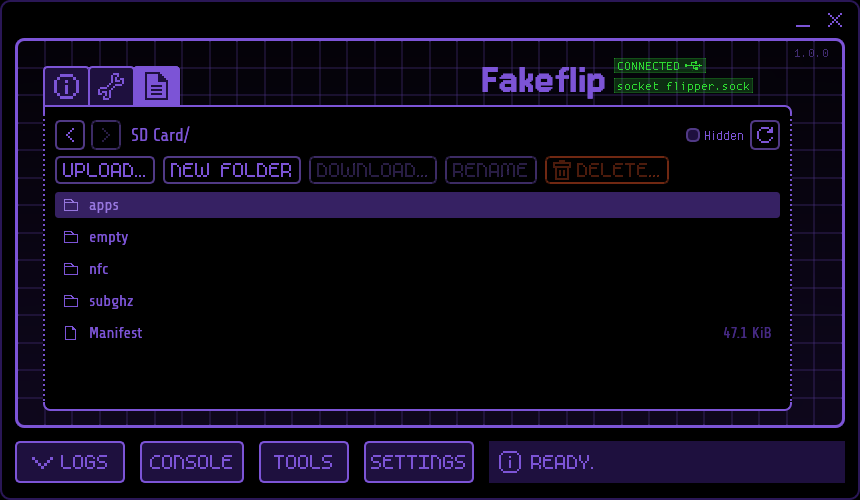 1.0.0
Fakeflip
CONNECTED
socket flipper.sock
SD Card/
Hidden
UPLOAD... NEW FOLDER DOWNLOAD... RENAME DELETE...
apps
empty
nfc
subghz
Manifest 47.1 KiB
LOGS CONSOLE TOOLS SETTINGS READY.